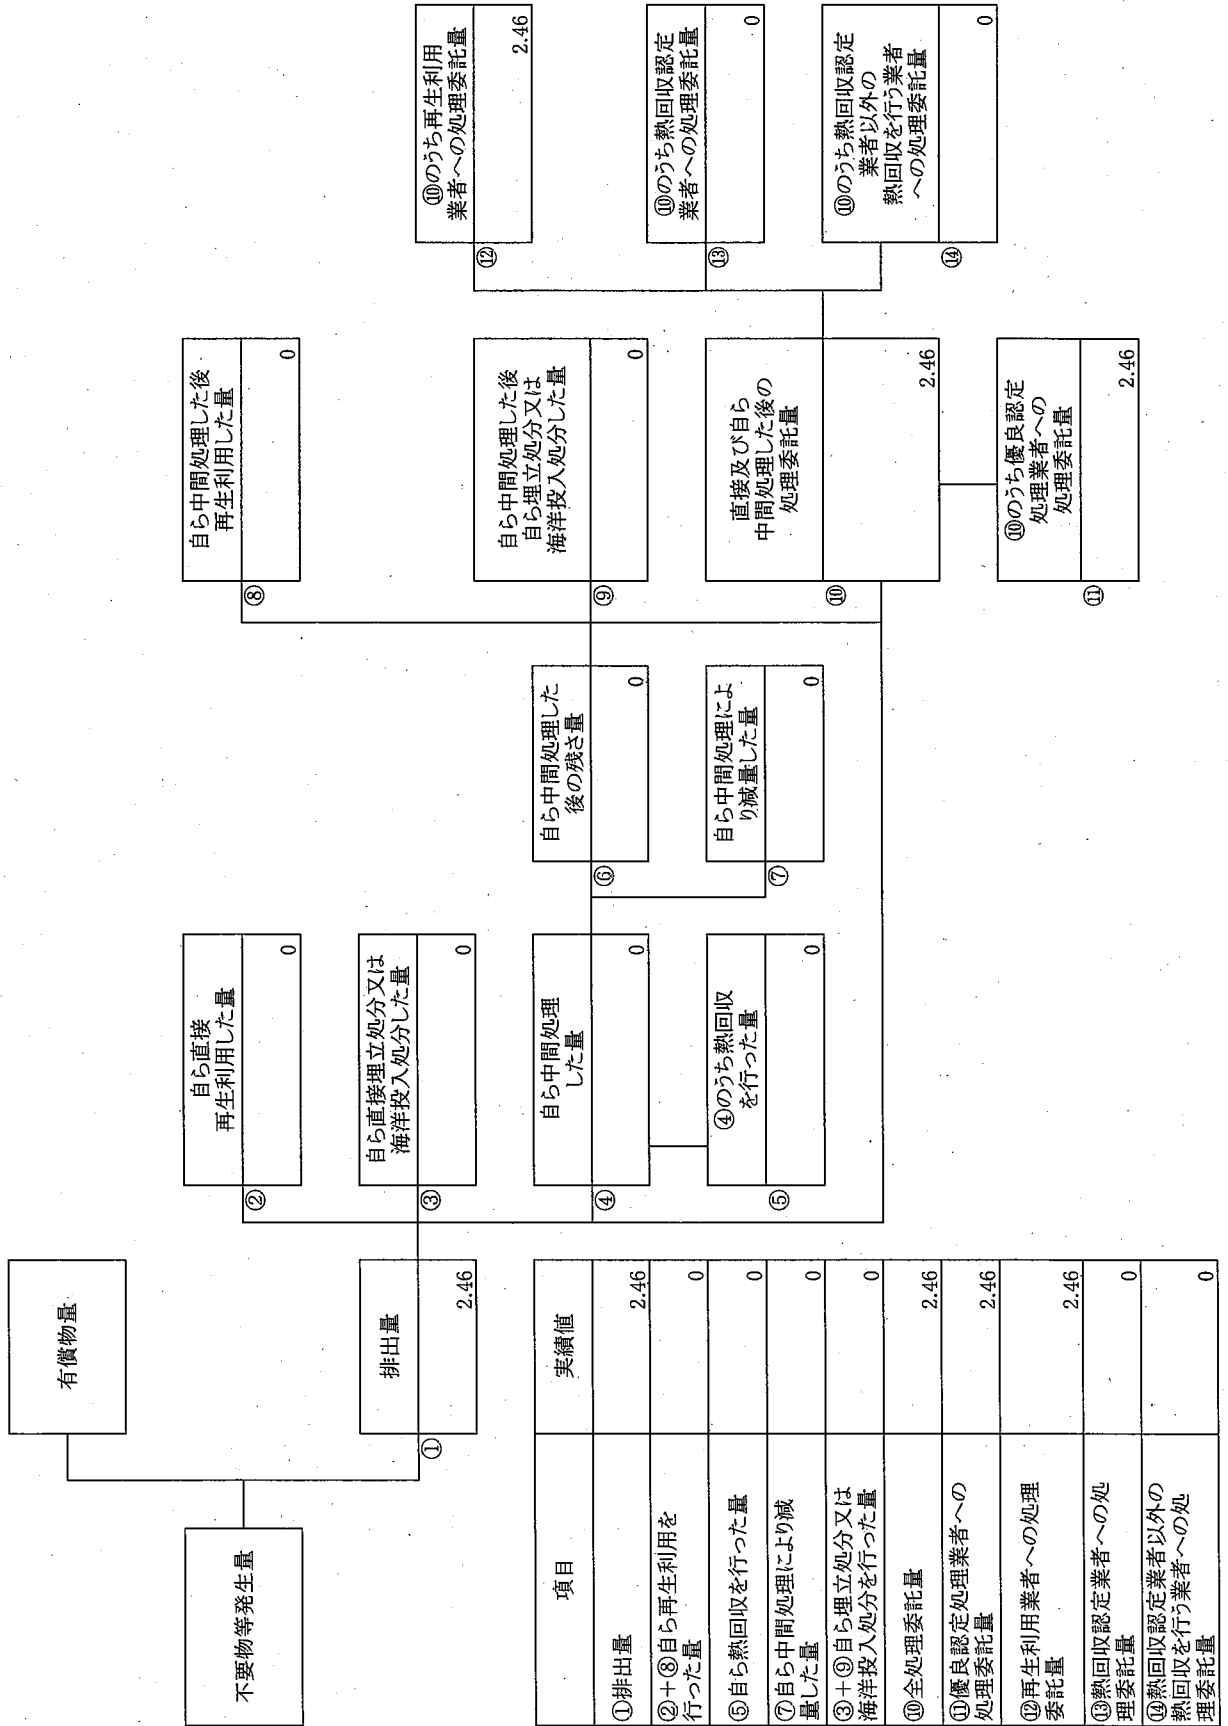 不要物等発生量
有償物量
①
排出量
2.46
②
自ら直接
再生利用した量
0
③
自ら直接埋立処分又は
海洋投入処分した量
0
④
自ら中間処理
した量
0
⑤
④のうち熱回収
を行った量
0
⑥
自ら中間処理した
後の残さ量
0
⑦
自ら中間処理によ
り減量した量
0
⑧
自ら中間処理した後
再生利用した量
0
⑨
自ら中間処理した後
自ら埋立処分又は
海洋投入処分した量
0
⑩
直接及び自ら
中間処理した後の
処理委託量
2.46
⑪
⑩のうち優良認定
処理業者への
処理委託量
2.46
⑫
⑩のうち再生利用
業者への処理委託量
2.46
⑬
⑩のうち熱回収認定
業者への処理委託量
0
⑭
⑩のうち熱回収認定
業者以外の
熱回収を行う業者
への処理委託量
0
項目 実績値
①排出量 2.46
②+⑧自ら再生利用を
行った量 0
⑤自ら熱回収を行った量 0
⑦自ら中間処理により減
量した量 0
③+⑨自ら埋立処分又は
海洋投入処分を行った量 0
⑩全処理委託量 2.46
⑪優良認定処理業者への
処理委託量 2.46
⑫再生利用業者への処理
委託量 2.46
⑬熱回収認定業者への処
理委託量 0
⑭熱回収認定業者以外の
熱回収を行う業者への処
理委託量 0